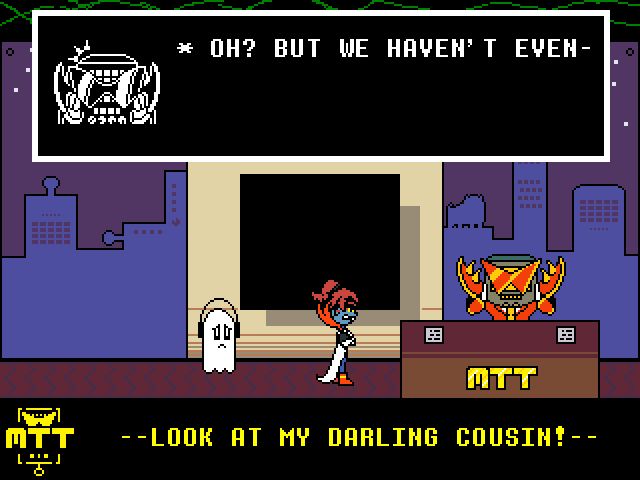 * OH? BUT WE HAVEN'T EVEN-
MTT
MTT
--LOOK AT MY DARLING COUSIN!--